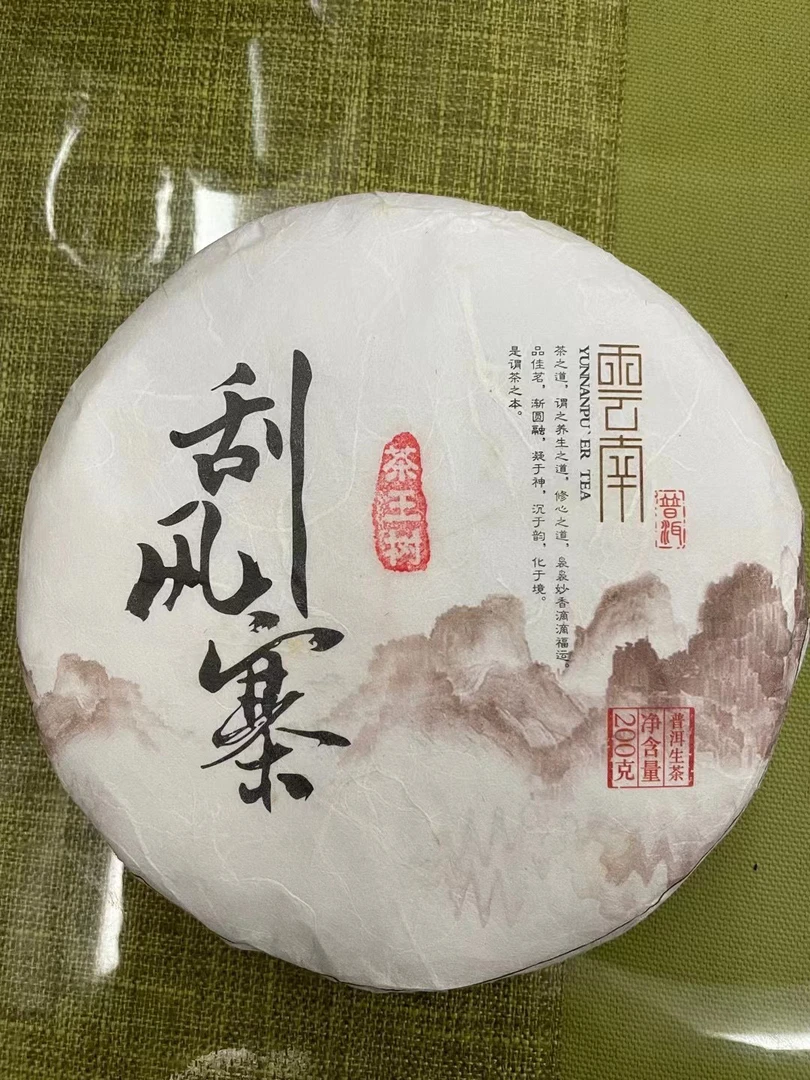 雲南
普洱
YUNNANPU`ER TEA
茶之道，谓之养生之道，修心之道，袅袅妙香滴滴福运。
品佳茗，渐圆融，凝于神，沉于韵，化于境。
是谓茶之本。
茶王树
刮风寨
普洱生茶
净含量
200克